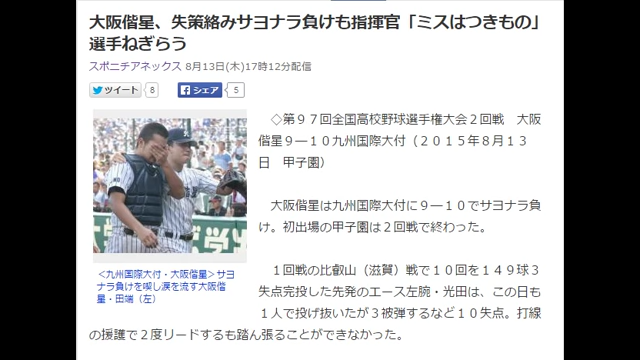 大阪偕星、失策絡みサヨナラ負けも指揮官「ミスはつきもの」
選手ねぎらう
スポニチアネックス 8月13日(木)17時12分配信
ツイート 8 シェア 5
◇第９７回全国高校野球選手権大会２回戦　大阪
偕星９―１０九州国際大付（２０１５年８月１３
日　甲子園）
大阪偕星は九州国際大付に９―１０でサヨナラ負
け。初出場の甲子園は２回戦で終わった。
＜九州国際大付・大阪偕星＞サヨ
ナラ負けを喫し涙を流す大阪偕
星・田端（左）
１回戦の比叡山（滋賀）戦で１０回を１４９球３
失点完投した先発のエース左腕・光田は、この日も
１人で投げ抜いたが３被弾するなど１０失点。打線
の援護で２度リードするも踏ん張ることができなかった。